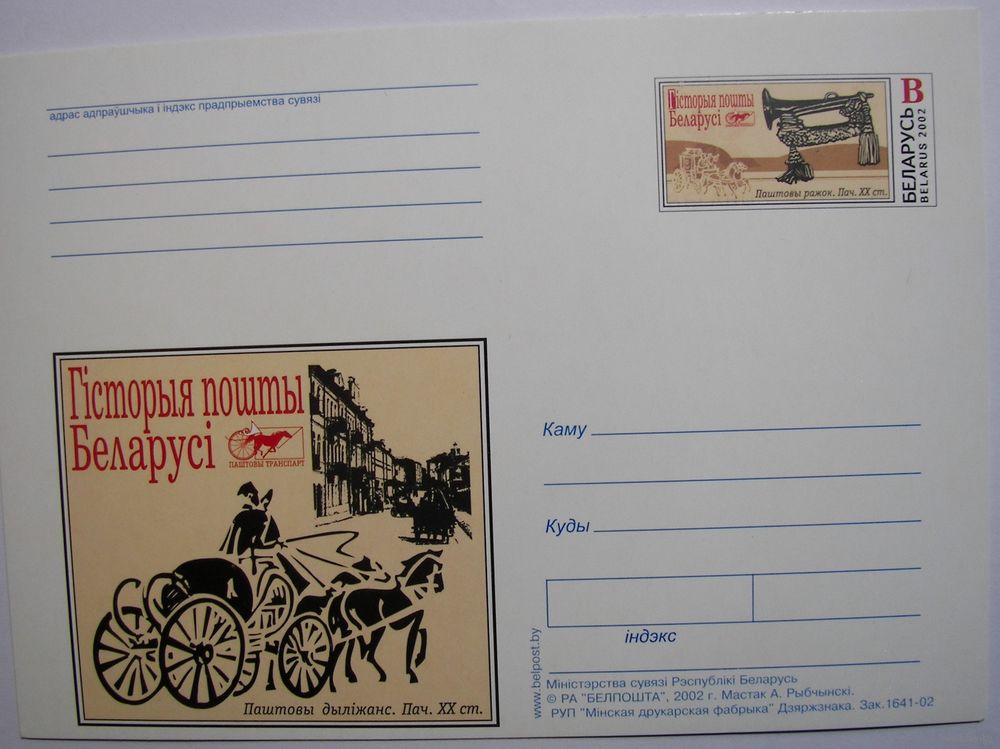 адрас адпраўшчыка і індэкс прадпрыемства сувязі
Гісторыя пошты
Беларусі
Паштовы ражок. Пач. XX ст.
B
БЕЛАРУСЬ
BELARUS 2002
Гісторыя пошты
Беларусі
ПАШТОВЫ ТРАНСПАРТ
Паштовы дыліжанс. Пач. XX ст.
Каму
Куды
індэкс
www.belpost.by
Міністэрства сувязі Рэспублікі Беларусь
© РА "БЕЛПОШТА", 2002 г. Мастак А. Рыбчынскі.
РУП "Мінская друкарская фабрыка" Дзяржзнака. Зак.1641-02